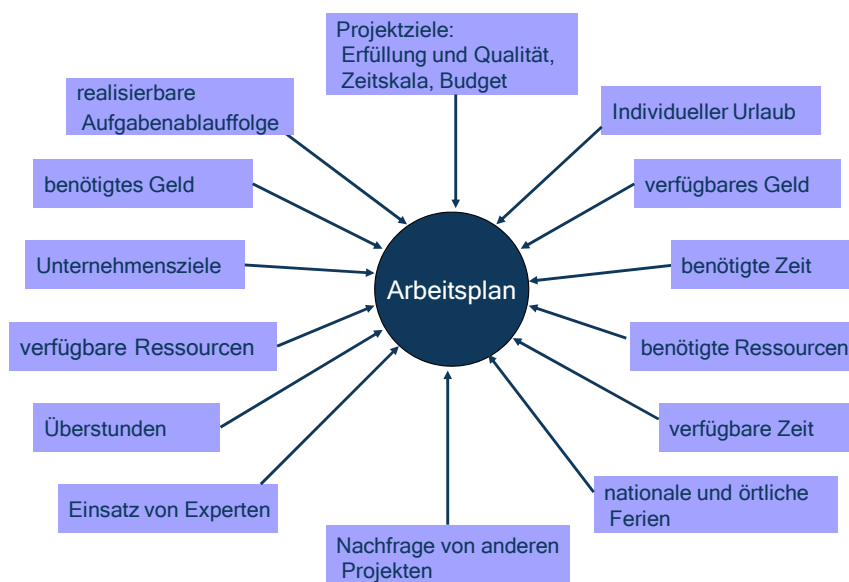 Projektziele:
Erfüllung und Qualität,
Zeitskala, Budget
realisierbare
Aufgabenablauffolge
Individueller Urlaub
benötigtes Geld
verfügbares Geld
Unternehmensziele
benötigte Zeit
Arbeitsplan
verfügbare Ressourcen
benötigte Ressourcen
Überstunden
verfügbare Zeit
Einsatz von Experten
nationale und örtliche
Ferien
Nachfrage von anderen
Projekten